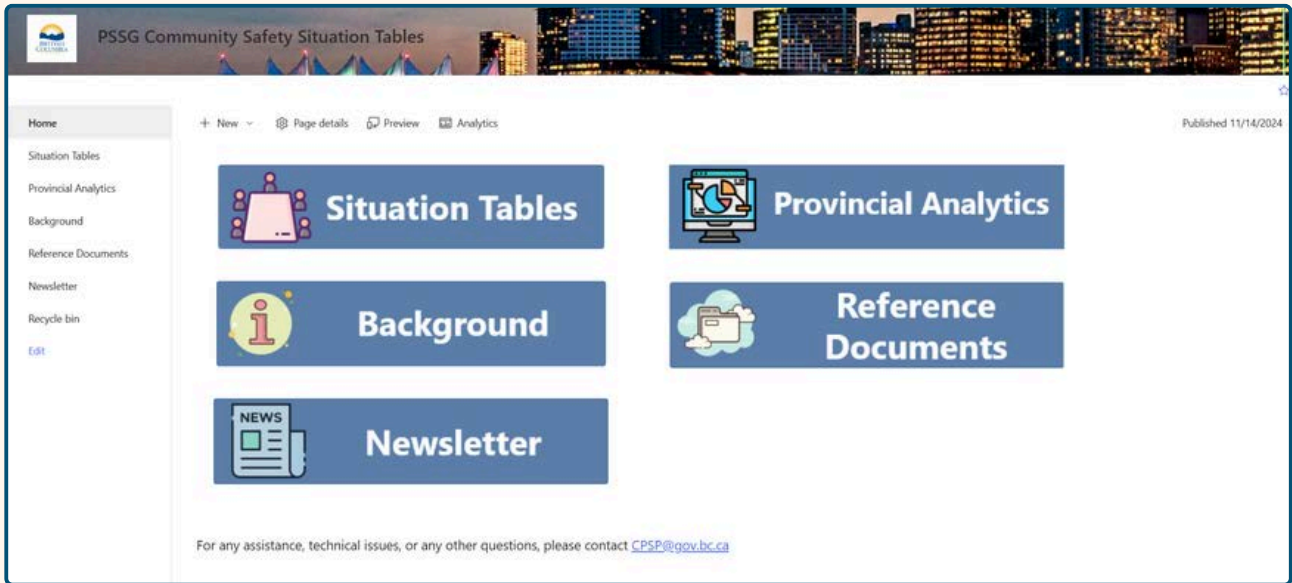 BRITISH
COLUMBIA
PSSG Community Safety Situation Tables
Home
Situation Tables
Provincial Analytics
Background
Reference Documents
Newsletter
Recycle bin
Edit
+ New
Page details
Preview
Analytics
Published 11/14/2024
Situation Tables
Provincial Analytics
Background
Reference
Documents
NEWS
Newsletter
For any assistance, technical issues, or any other questions, please contact CPSP@gov.bc.ca